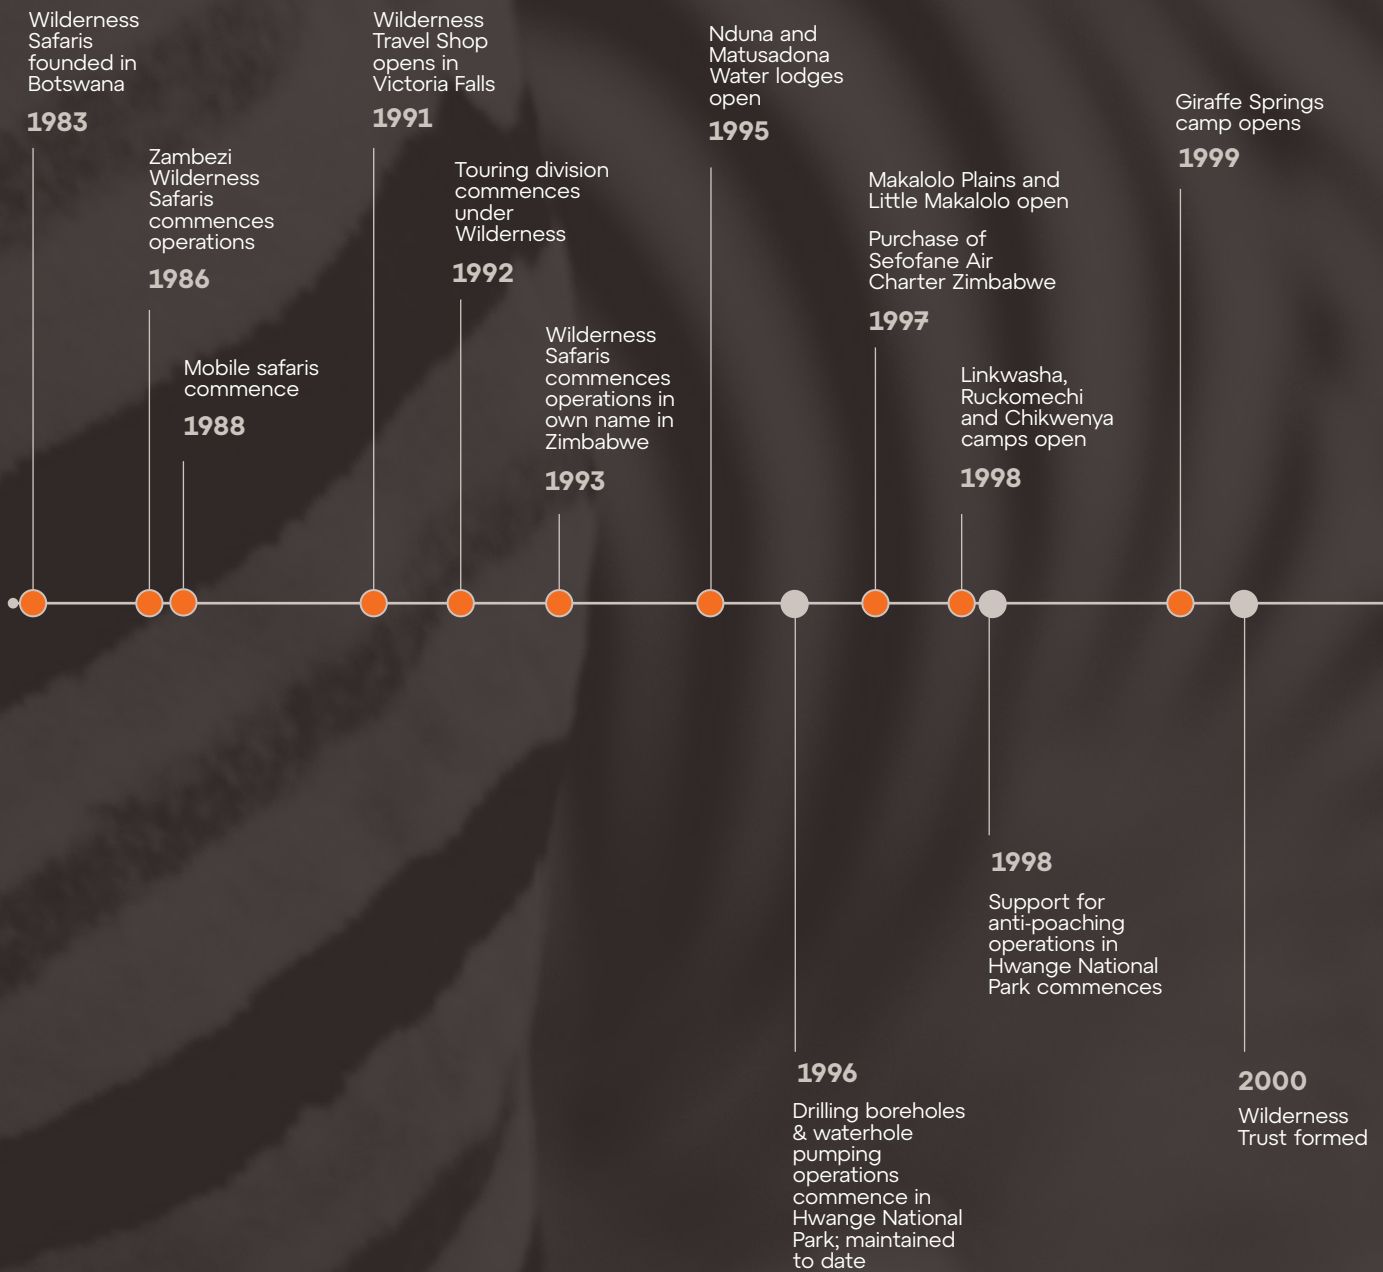 Wilderness
Safaris
founded in
Botswana
1983
Zambezi
Wilderness
Safaris
commences
operations
1986
Mobile safaris
commence
1988
Wilderness
Travel Shop
opens in
Victoria Falls
1991
Touring division
commences
under
Wilderness
1992
Wilderness
Safaris
commences
operations in
own name in
Zimbabwe
1993
Nduna and
Matusadona
Water lodges
open
1995
Makalolo Plains and
Little Makalolo open
Purchase of
Sefofane Air
Charter Zimbabwe
1997
Linkwasha,
Ruckomechi
and Chikwenya
camps open
1998
Giraffe Springs
camp opens
1999
1996
Drilling boreholes
& waterhole
pumping
operations
commence in
Hwange National
Park; maintained
to date
1998
Support for
anti-poaching
operations in
Hwange National
Park commences
2000
Wilderness
Trust formed